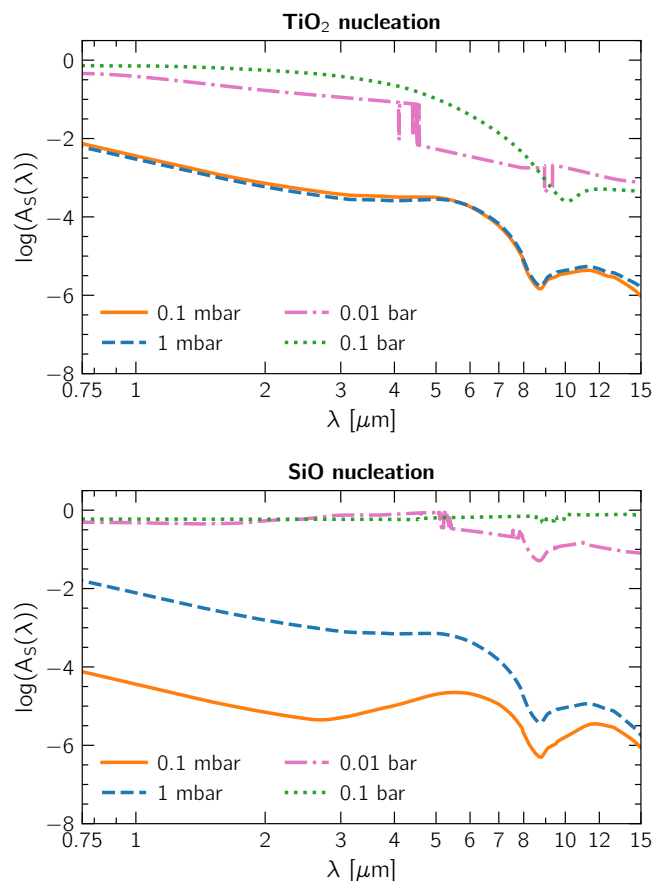 TiO₂ nucleation
log(A_S(λ))
0
−2
−4
−6
−8
0.1 mbar
1 mbar
0.01 bar
0.1 bar
0.75 1 2 3 4 5 6 7 8 10 12 15
λ [μm]
SiO nucleation
log(A_S(λ))
0
−2
−4
−6
−8
0.1 mbar
1 mbar
0.01 bar
0.1 bar
0.75 1 2 3 4 5 6 7 8 10 12 15
λ [μm]